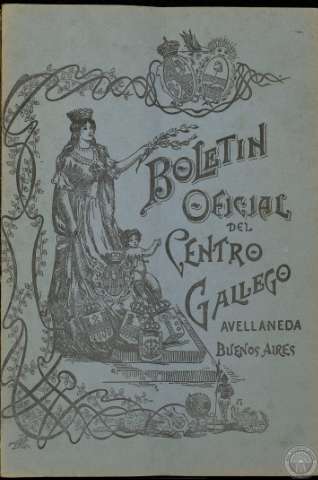 BOLETIN
OFICIAL
DEL
CENTRO
GALLEGO
AVELLANEDA
BUENOS AIRES